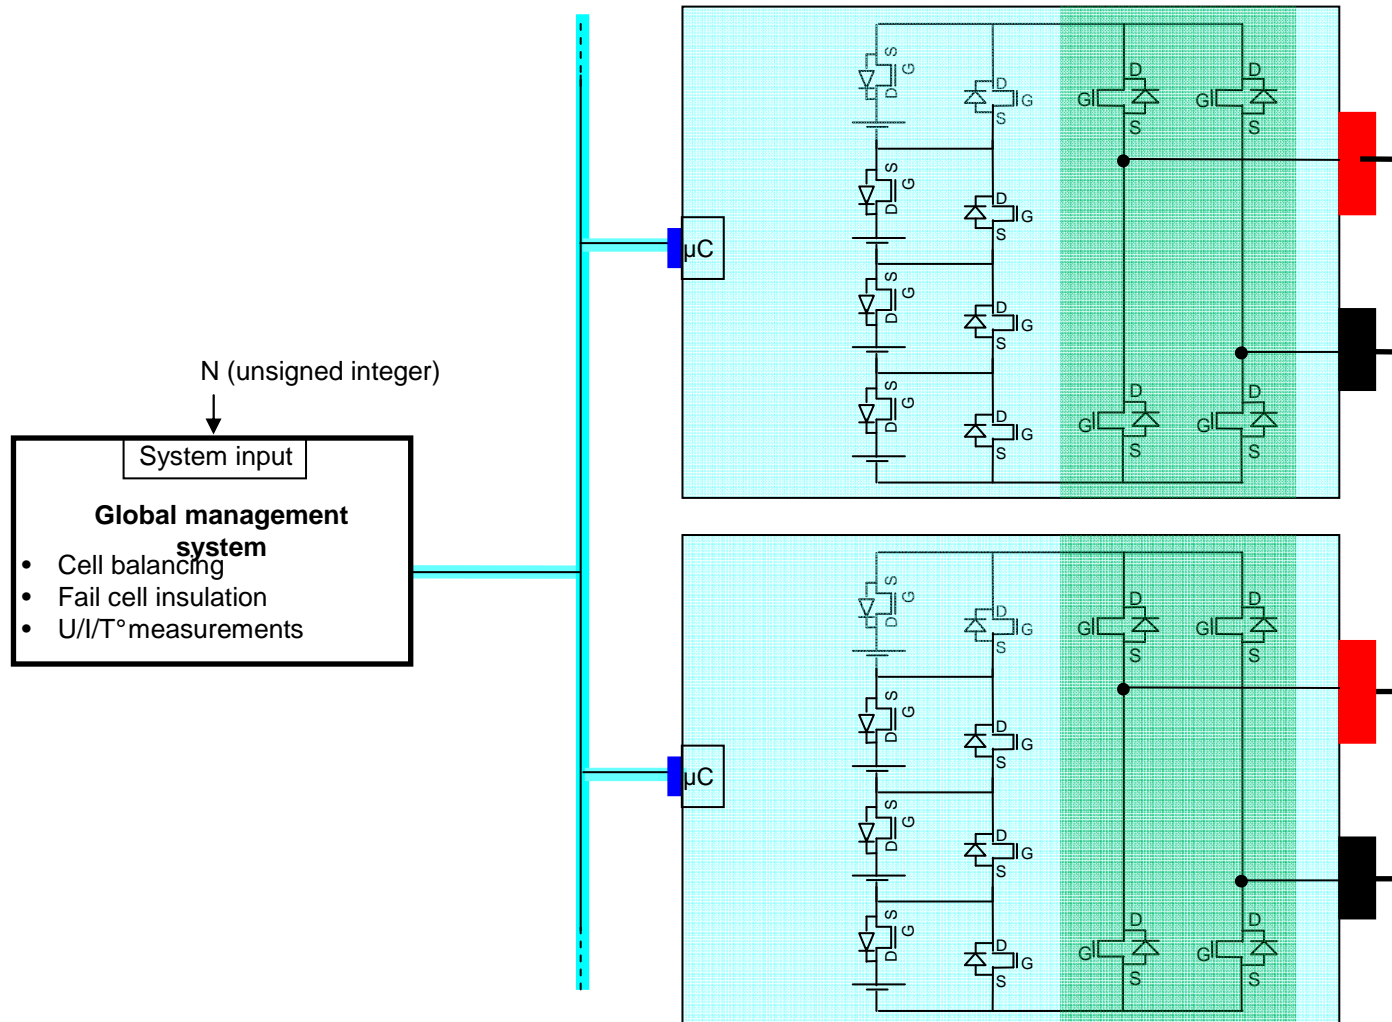 N (unsigned integer)
System input
Global management
system
• Cell balancing
• Fail cell insulation
• U/I/T° measurements
µC
S
G
D
D
G
S
S
G
D
D
G
S
S
G
D
D
G
S
S
G
D
D
G
S
D
G
S
D
G
S
D
G
S
D
G
S
µC
S
G
D
D
G
S
S
G
D
D
G
S
S
G
D
D
G
S
S
G
D
D
G
S
D
G
S
D
G
S
D
G
S
D
G
S